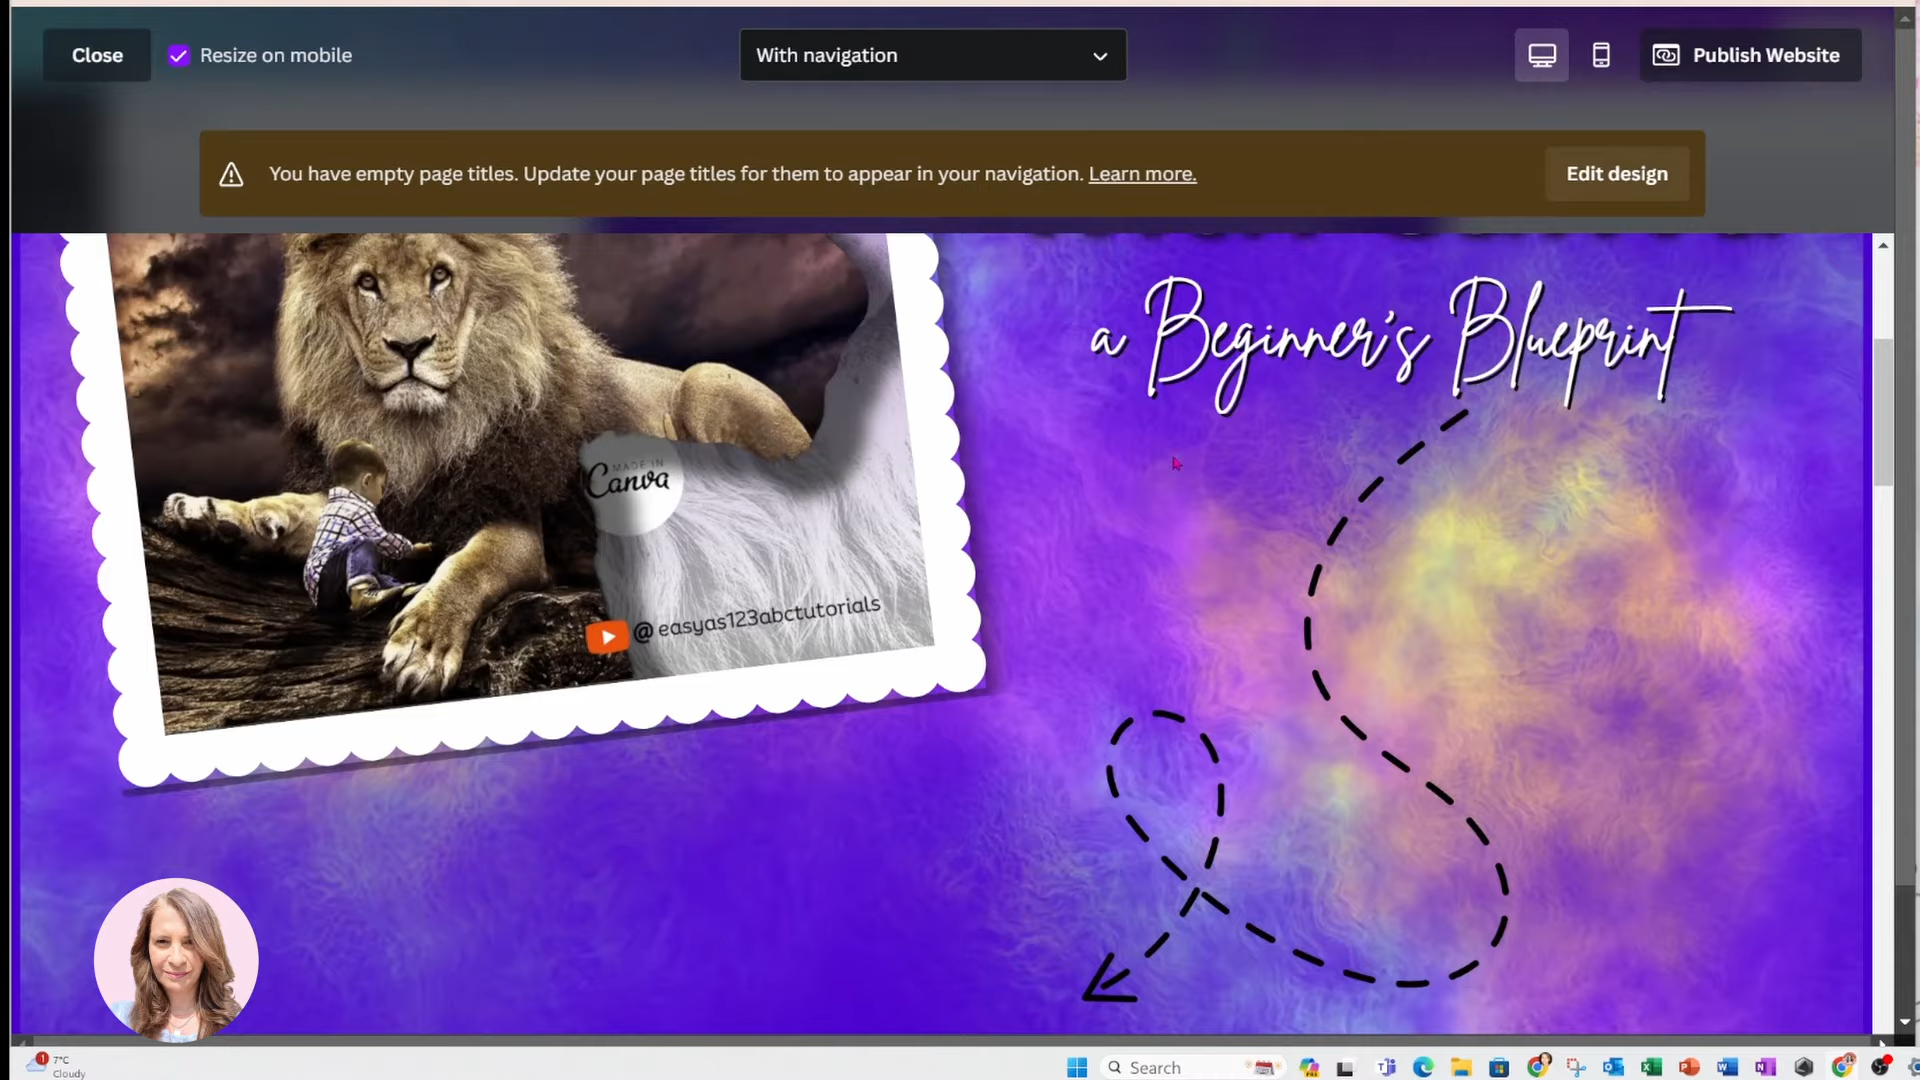 Close
Resize on mobile
With navigation
Publish Website
You have empty page titles. Update your page titles for them to appear in your navigation. Learn more.
Edit design
a Beginner's Blueprint
MADE IN
Canva
@easyas123abctutorials
1
7°C
Cloudy
Search